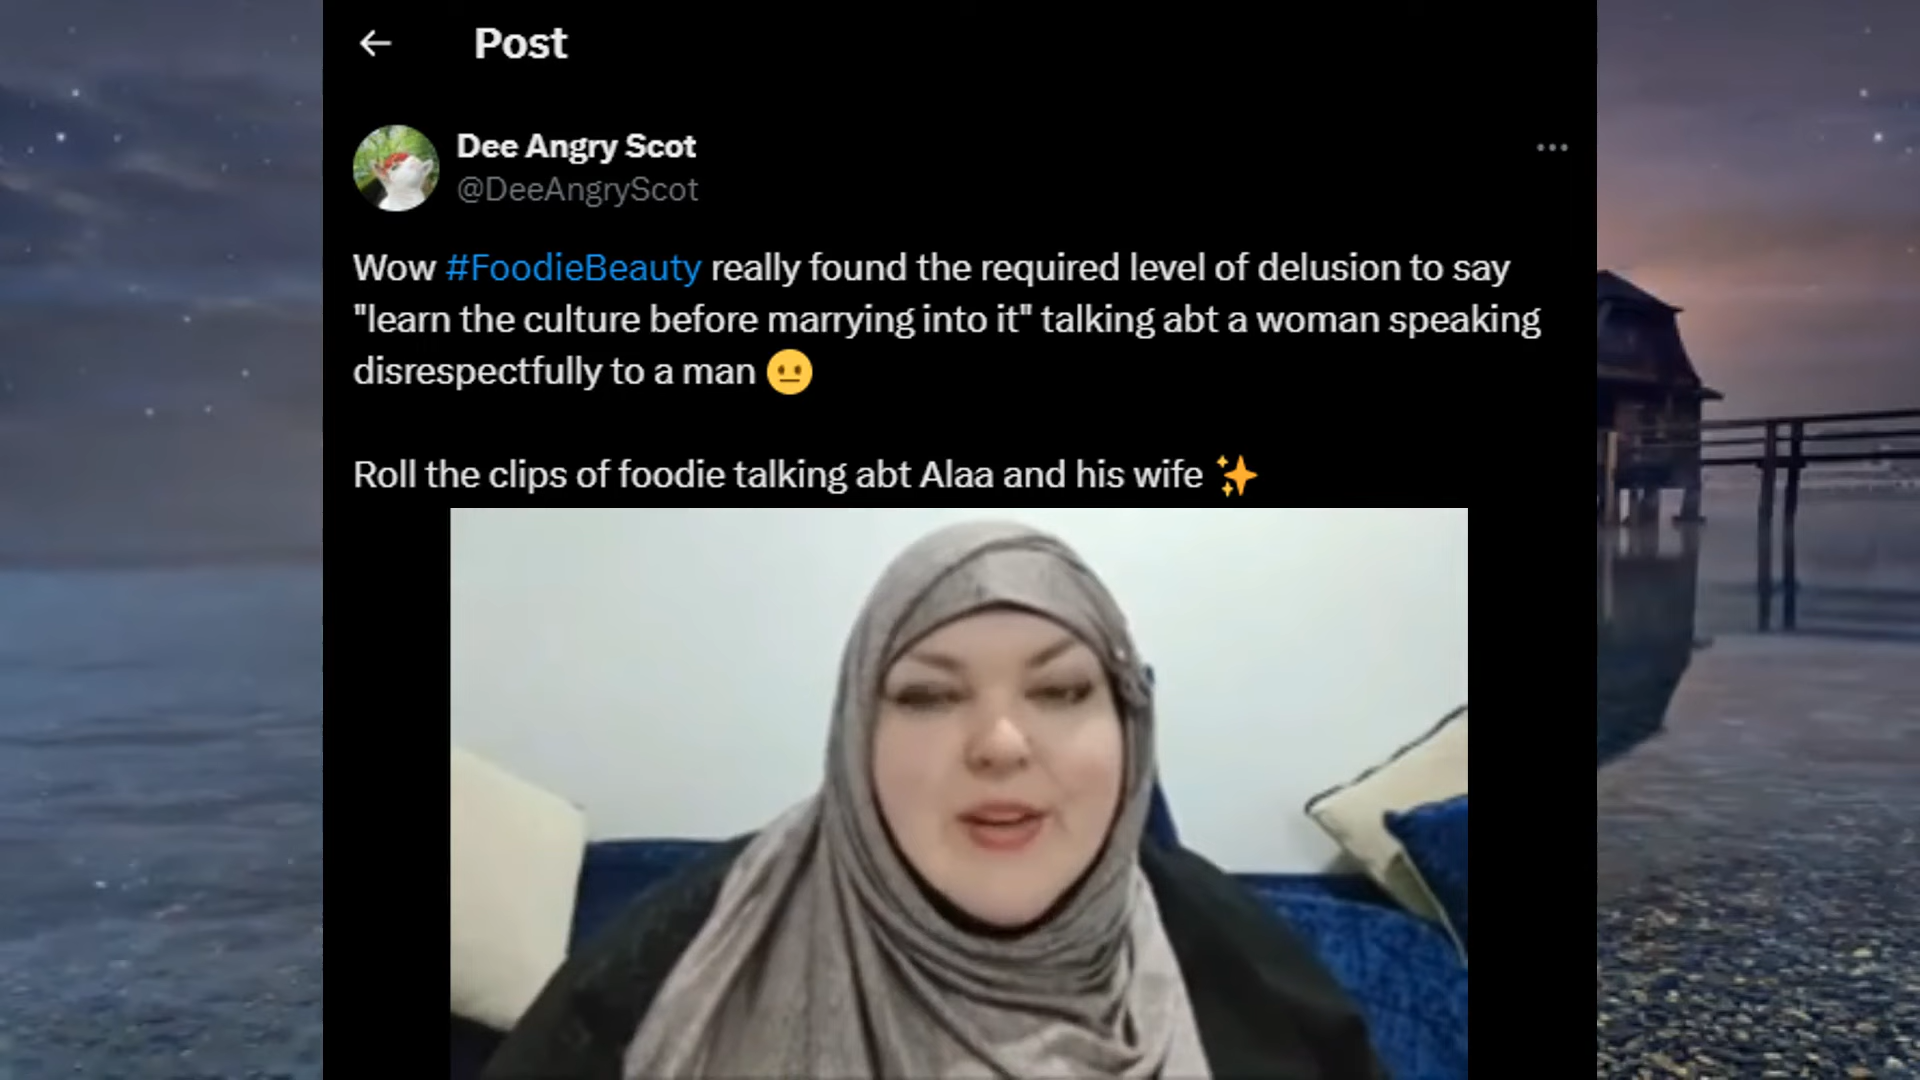 Post
Dee Angry Scot
@DeeAngryScot
Wow #FoodieBeauty really found the required level of delusion to say
"learn the culture before marrying into it" talking abt a woman speaking
disrespectfully to a man 😐
Roll the clips of foodie talking abt Alaa and his wife ✨